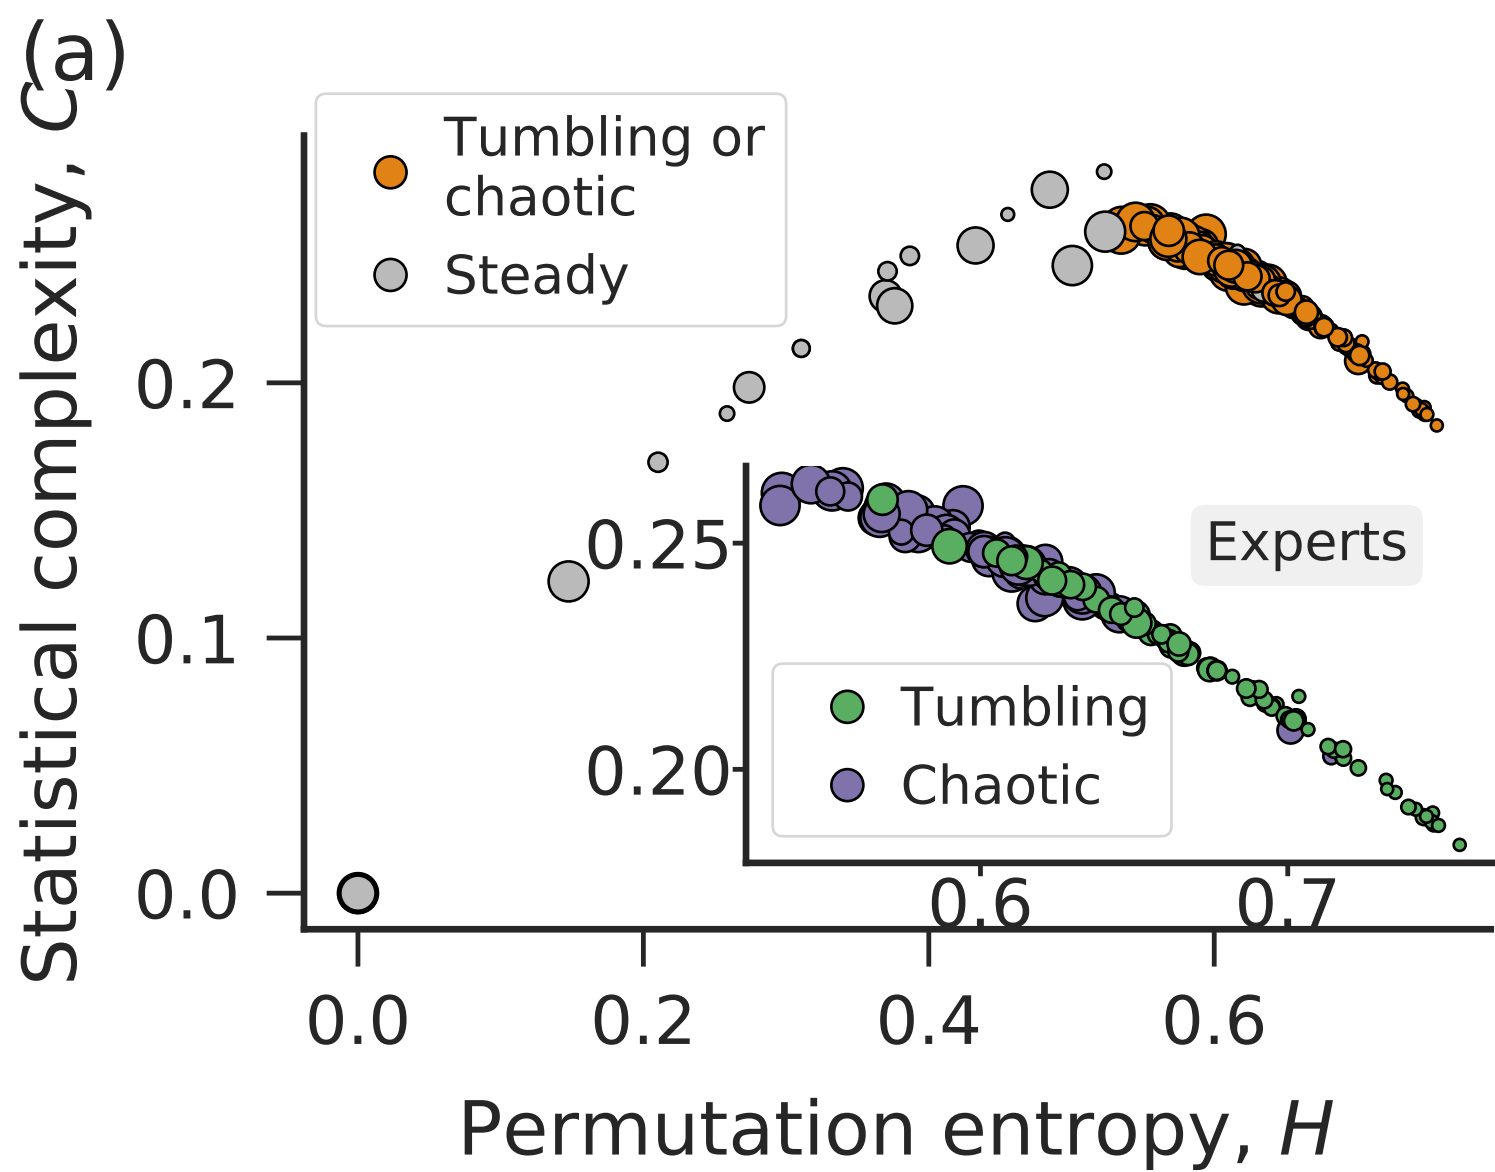 (a)
Statistical complexity, C
Tumbling or
chaotic
Steady
0.2
0.1
0.0
0.25
0.20
Experts
Tumbling
Chaotic
0.6
0.7
0.0
0.2
0.4
0.6
Permutation entropy, H